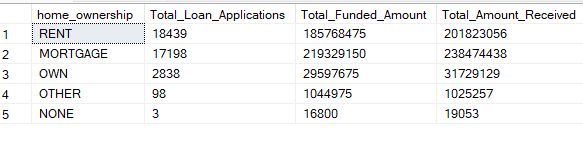 home_ownership Total_Loan_Applications Total_Funded_Amount Total_Amount_Received
1 RENT 18439 185768475 201823056
2 MORTGAGE 17198 219329150 238474438
3 OWN 2838 29597675 31729129
4 OTHER 98 1044975 1025257
5 NONE 3 16800 19053